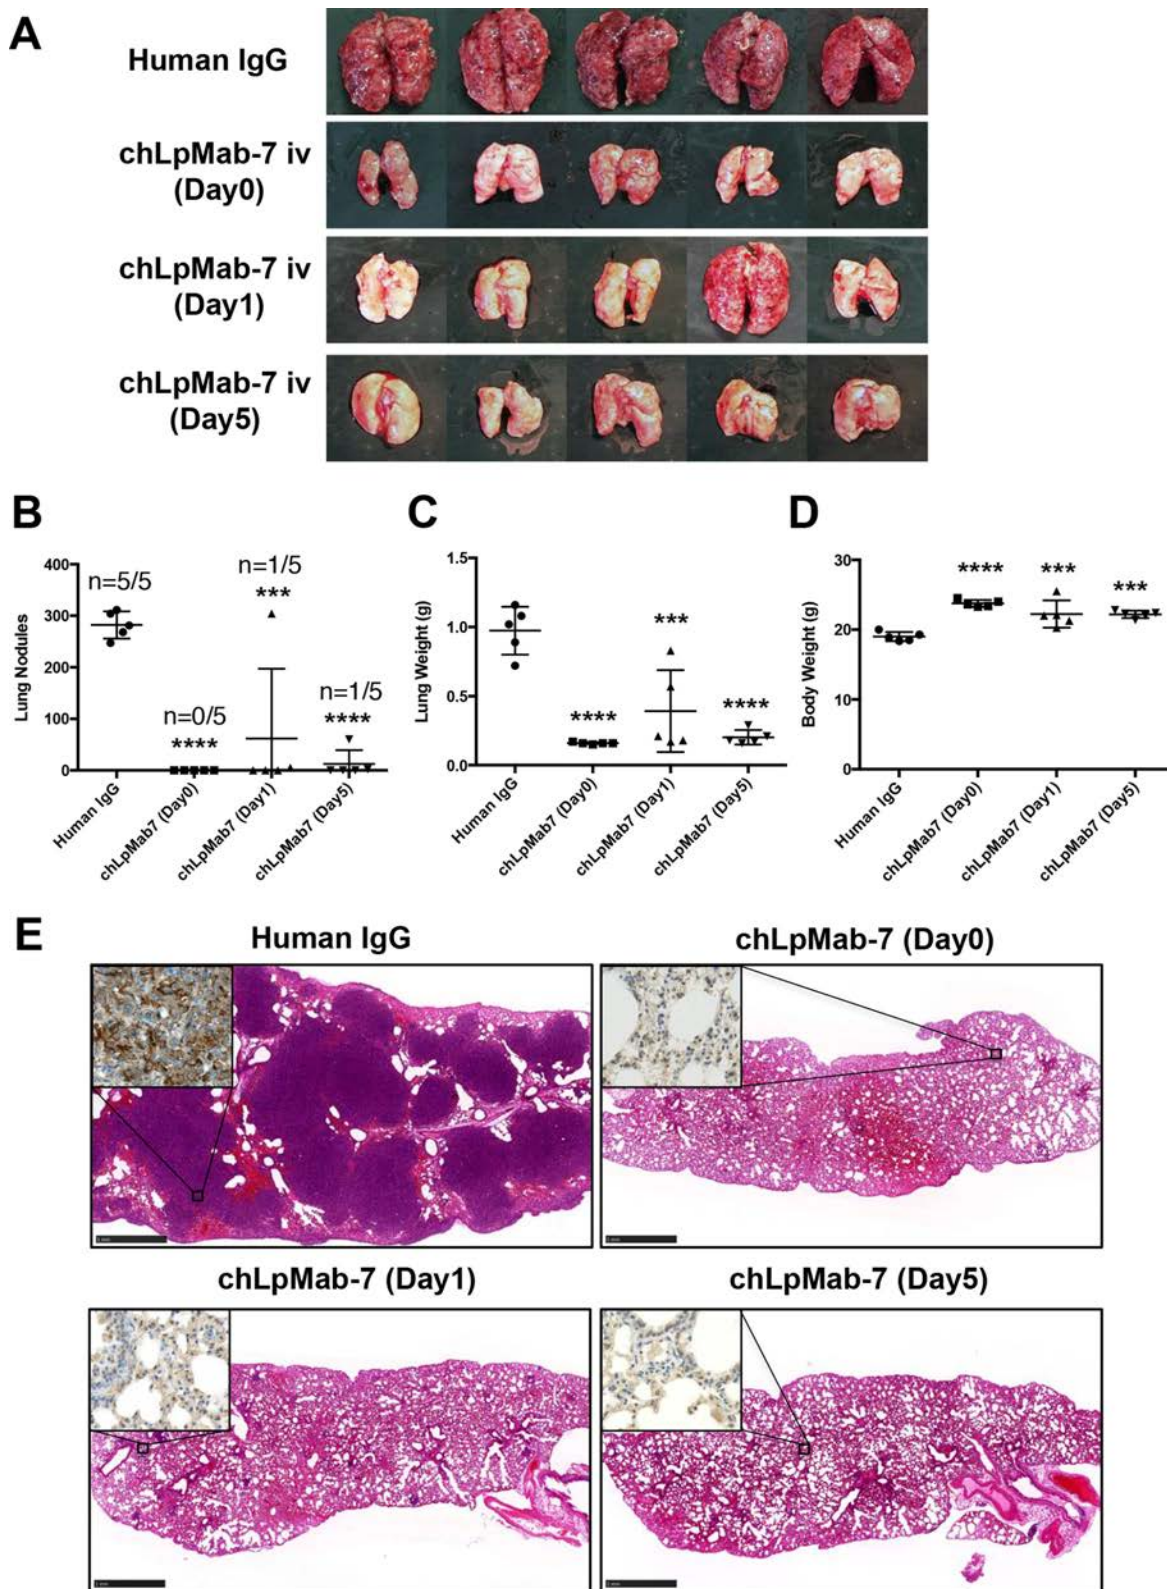 A
Human IgG
chLpMab-7 iv
(Day0)
chLpMab-7 iv
(Day1)
chLpMab-7 iv
(Day5)
B
Lung Nodules
400
300
200
100
0
n=5/5
n=0/5
****
n=1/5
***
n=1/5
****
Human IgG
chLpMab7 (Day0)
chLpMab7 (Day1)
chLpMab7 (Day5)
C
Lung Weight (g)
1.5
1.0
0.5
0.0
****
***
****
Human IgG
chLpMab7 (Day0)
chLpMab7 (Day1)
chLpMab7 (Day5)
D
Body Weight (g)
30
20
10
0
****
***
***
Human IgG
chLpMab7 (Day0)
chLpMab7 (Day1)
chLpMab7 (Day5)
E
Human IgG
chLpMab-7 (Day0)
chLpMab-7 (Day1)
chLpMab-7 (Day5)